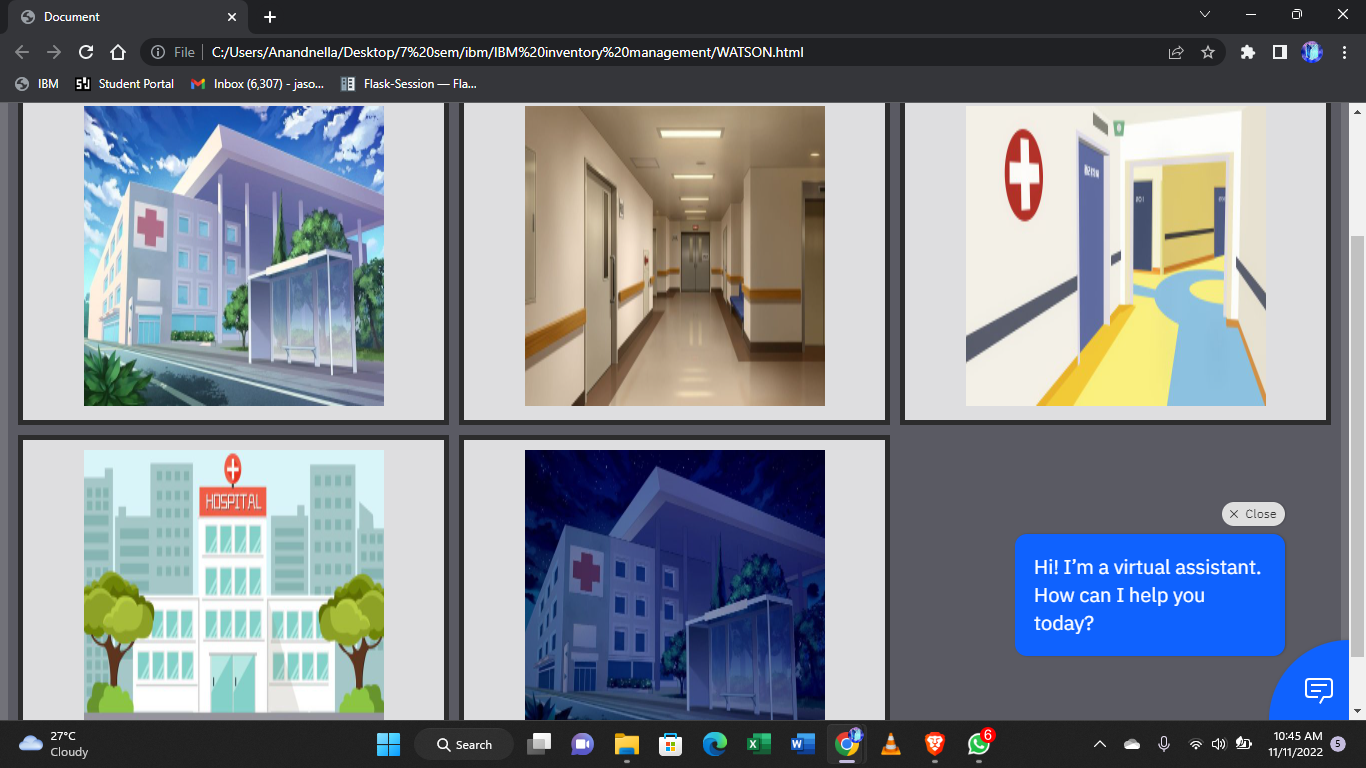 Document
File
C:/Users/Anandnella/Desktop/7%20sem/ibm/IBM%20inventory%20management/WATSON.html
IBM
Student Portal
Inbox (6,307) - jaso...
Flask-Session — Fla...
HOSPITAL
Close
Hi! I'm a virtual assistant.
How can I help you
today?
27°C
Cloudy
Search
6
10:45 AM
11/11/2022
5